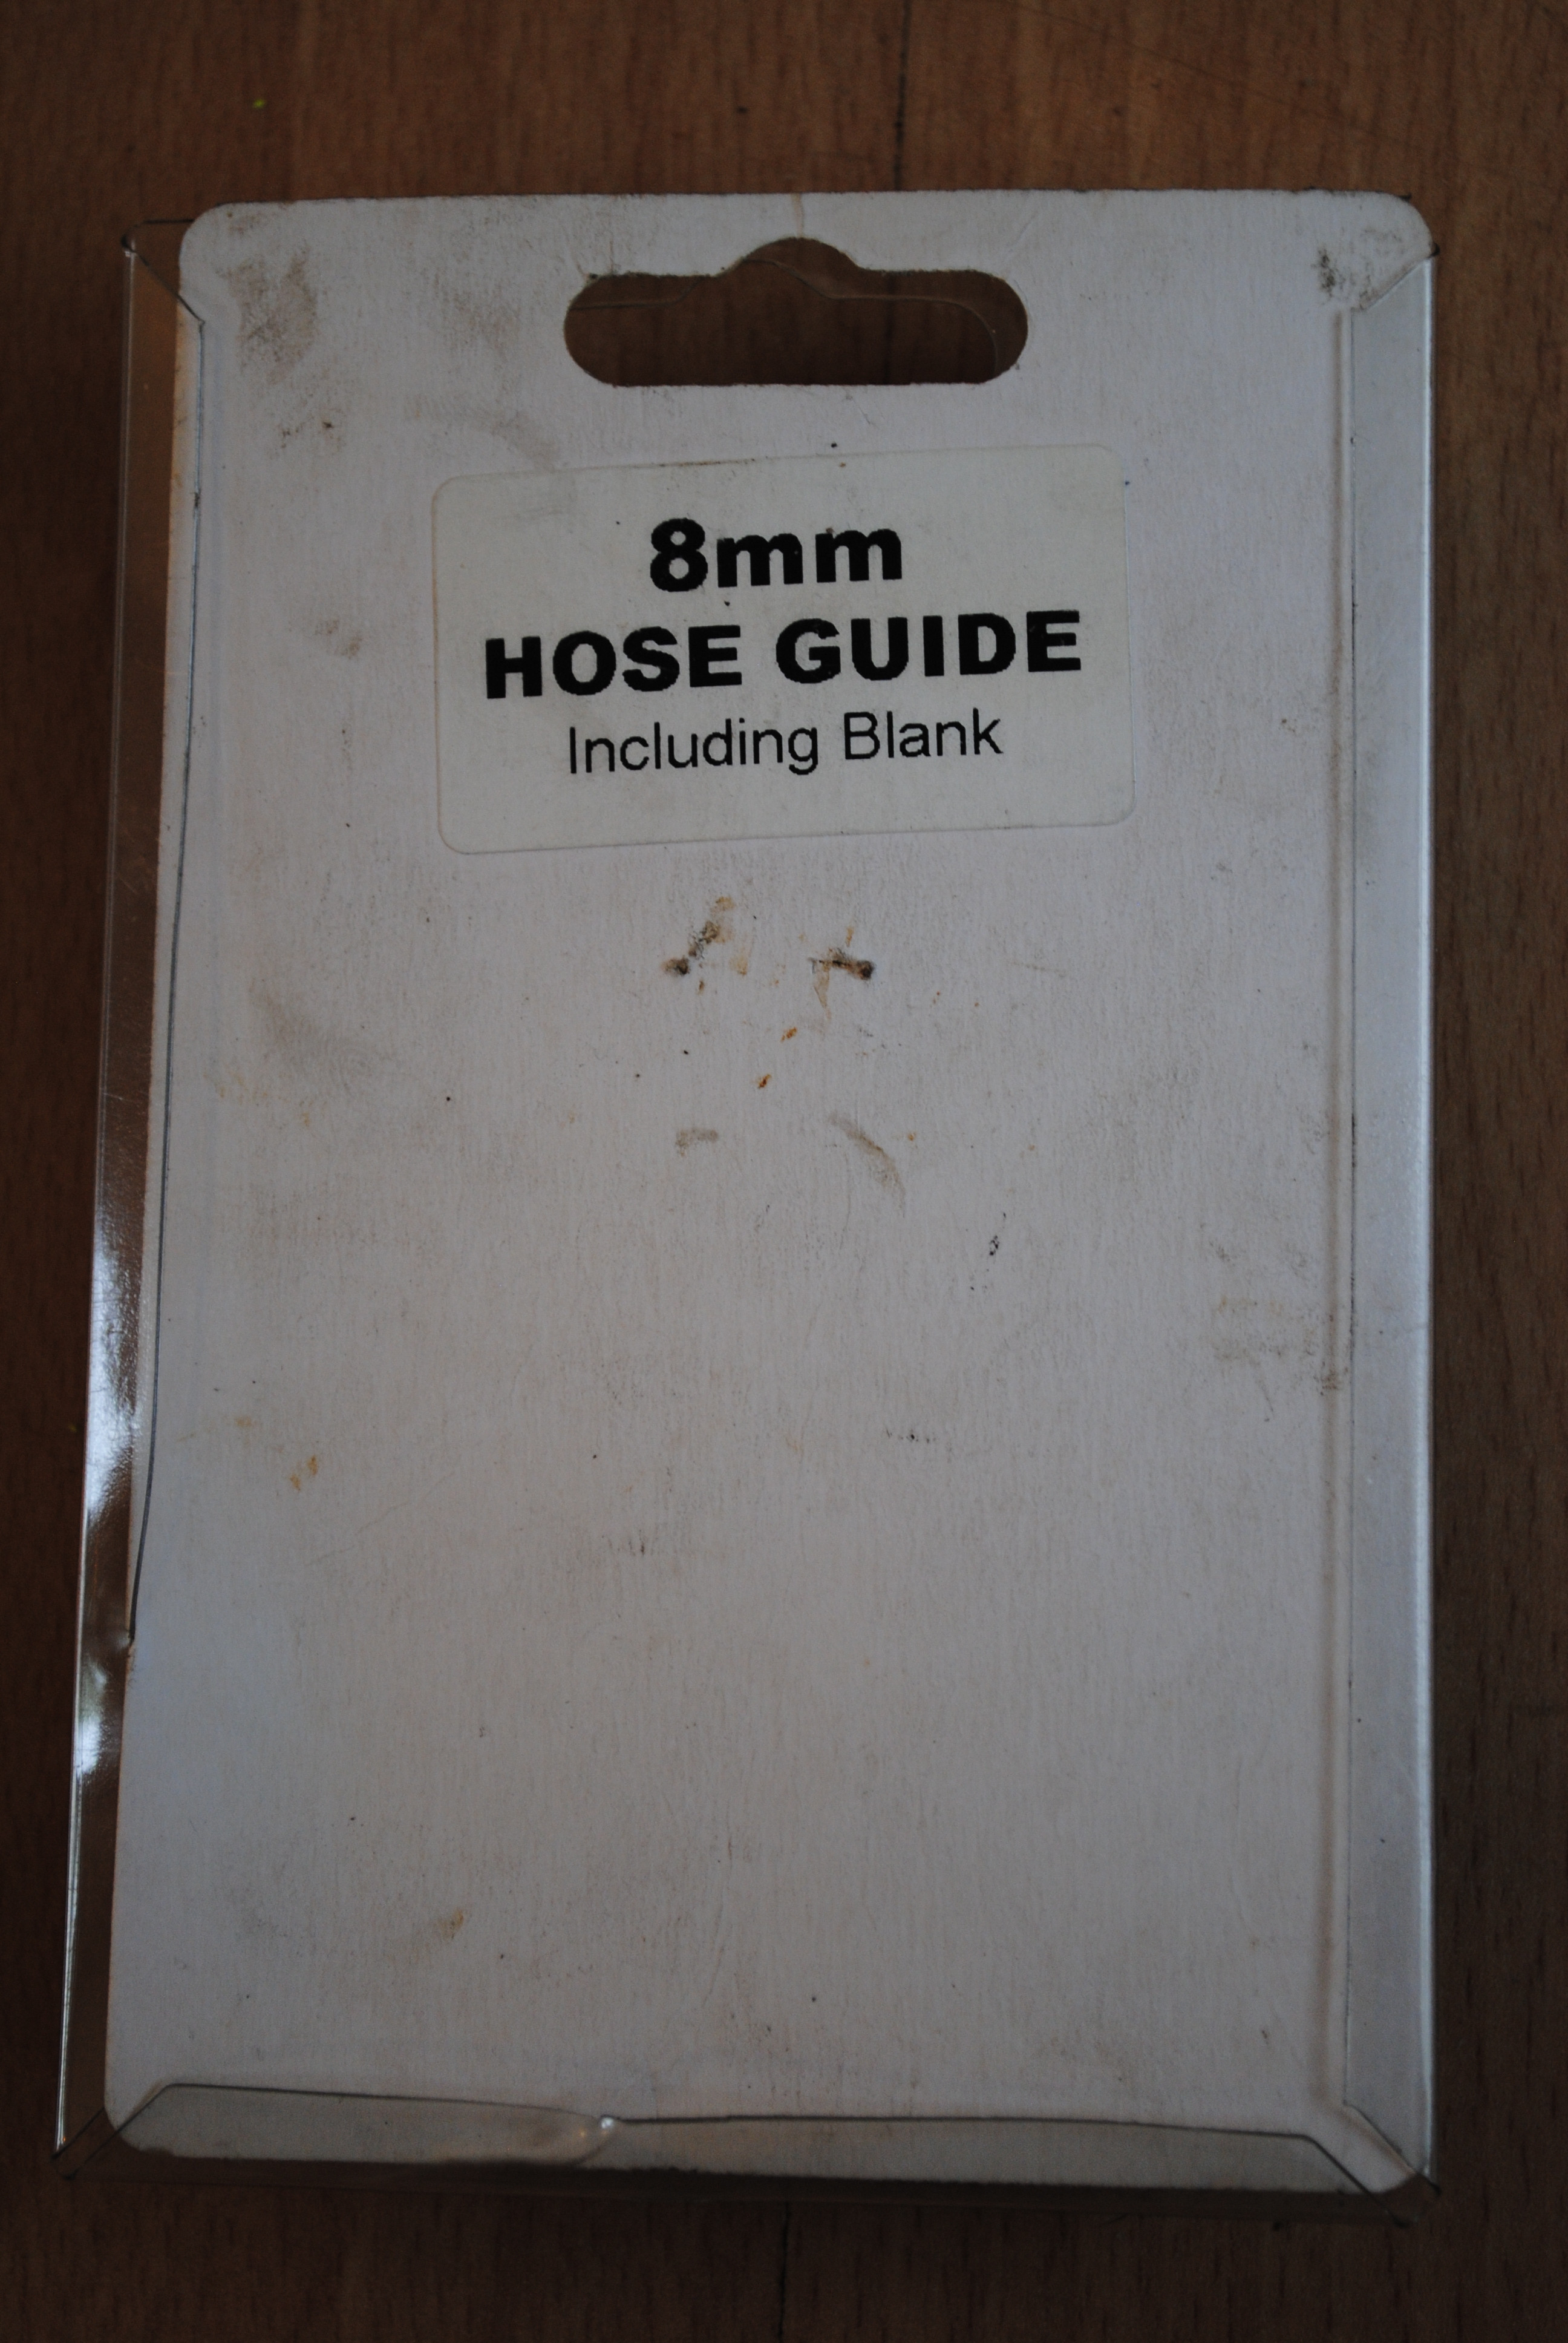 8mm
HOSE GUIDE
Including Blank